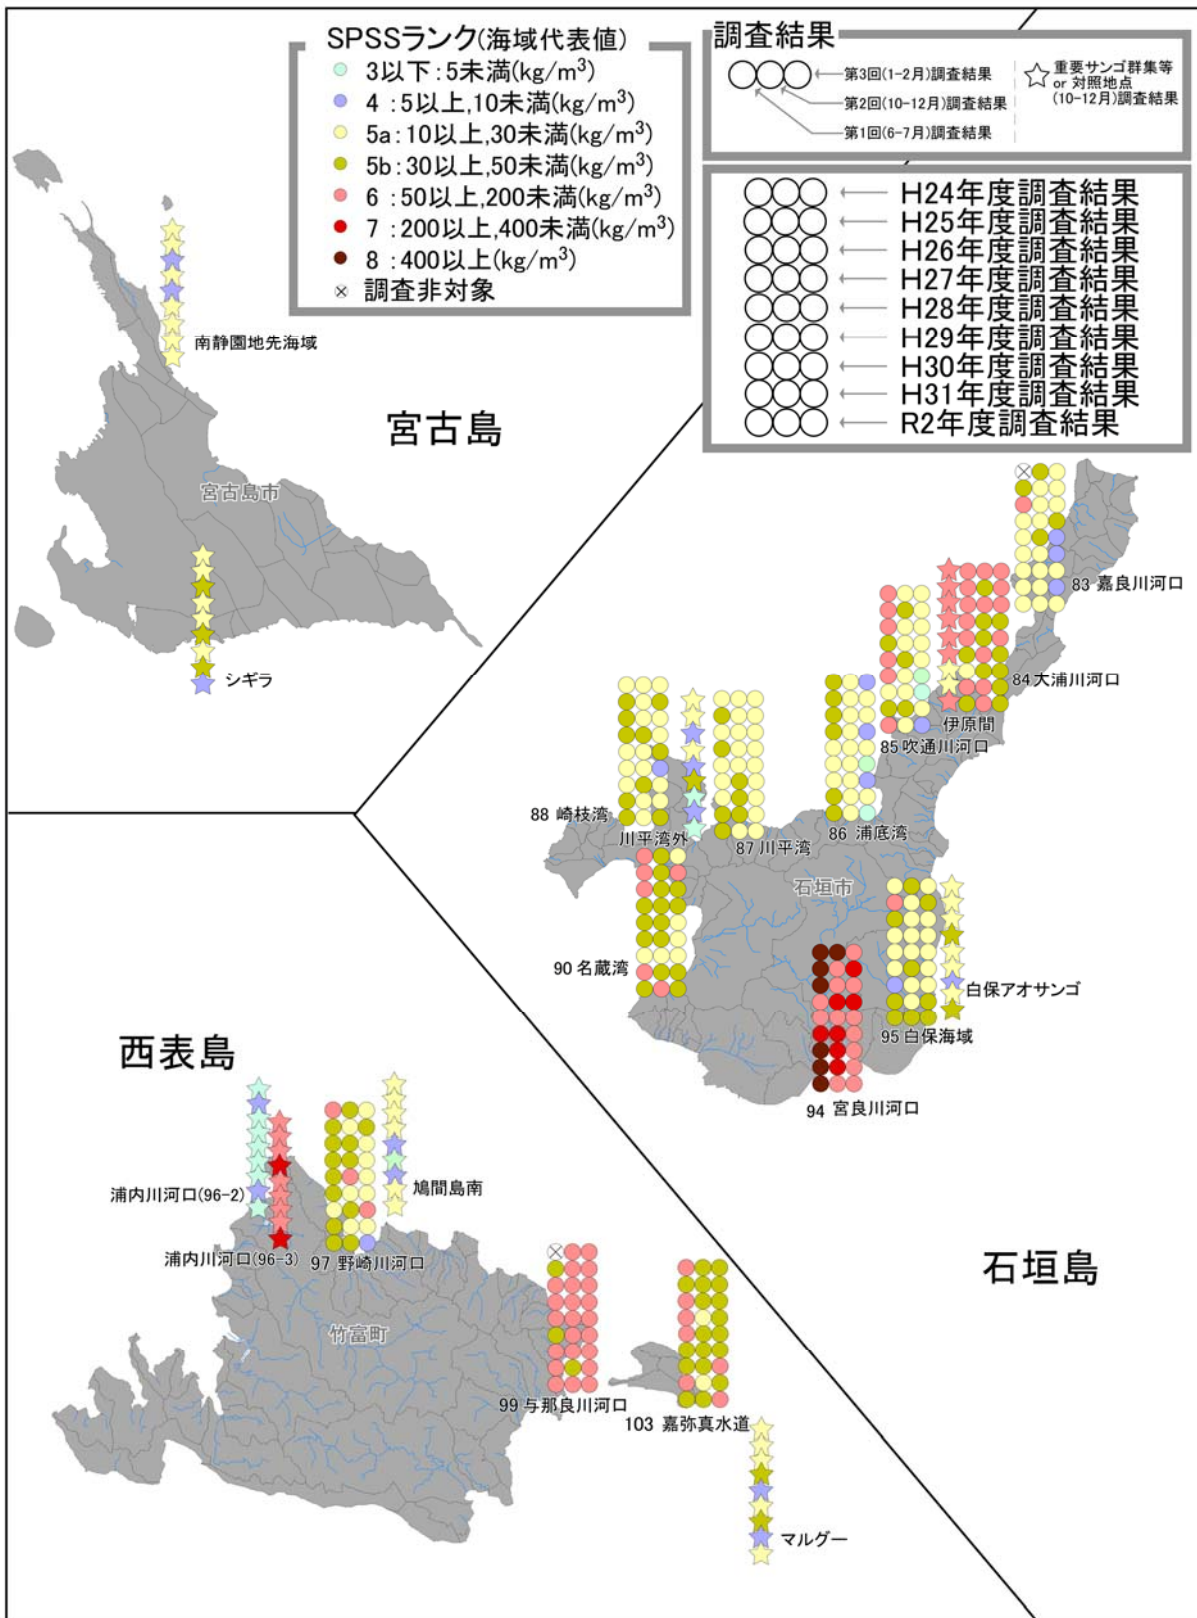 SPSSランク(海域代表値)
3以下:5未満(kg/m³)
4 :5以上,10未満(kg/m³)
5a:10以上,30未満(kg/m³)
5b:30以上,50未満(kg/m³)
6 :50以上,200未満(kg/m³)
7 :200以上,400未満(kg/m³)
8 :400以上(kg/m³)
調査非対象
調査結果
第3回(1-2月)調査結果
第2回(10-12月)調査結果
第1回(6-7月)調査結果
重要サンゴ群集等
or 対照地点
(10-12月)調査結果
H24年度調査結果
H25年度調査結果
H26年度調査結果
H27年度調査結果
H28年度調査結果
H29年度調査結果
H30年度調査結果
H31年度調査結果
R2年度調査結果
南静園地先海域
宮古島
宮古島市
シギラ
83 嘉良川河口
84 大浦川河口
伊原間
85 吹通川河口
86 浦底湾
87 川平湾
川平湾外
88 崎枝湾
石垣市
90 名蔵湾
白保アオサンゴ
95 白保海域
94 宮良川河口
石垣島
西表島
浦内川河口(96-2)
浦内川河口(96-3)
97 野崎川河口
鳩間島南
竹富町
99 与那良川河口
103 嘉弥真水道
マルグー